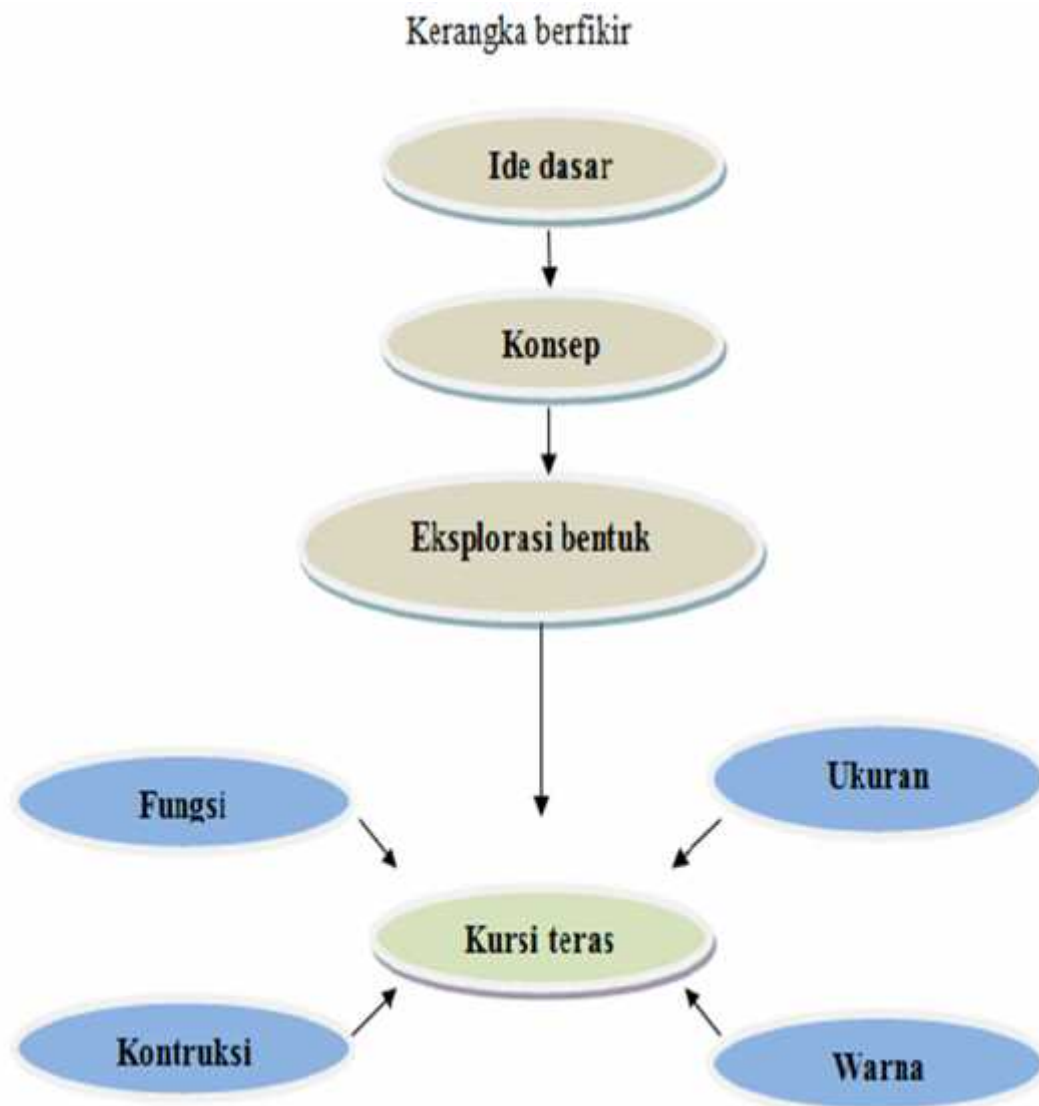 Kerangka berfikir
Ide dasar
Konsep
Eksplorasi bentuk
Fungsi
Ukuran
Kursi teras
Kontruksi
Warna